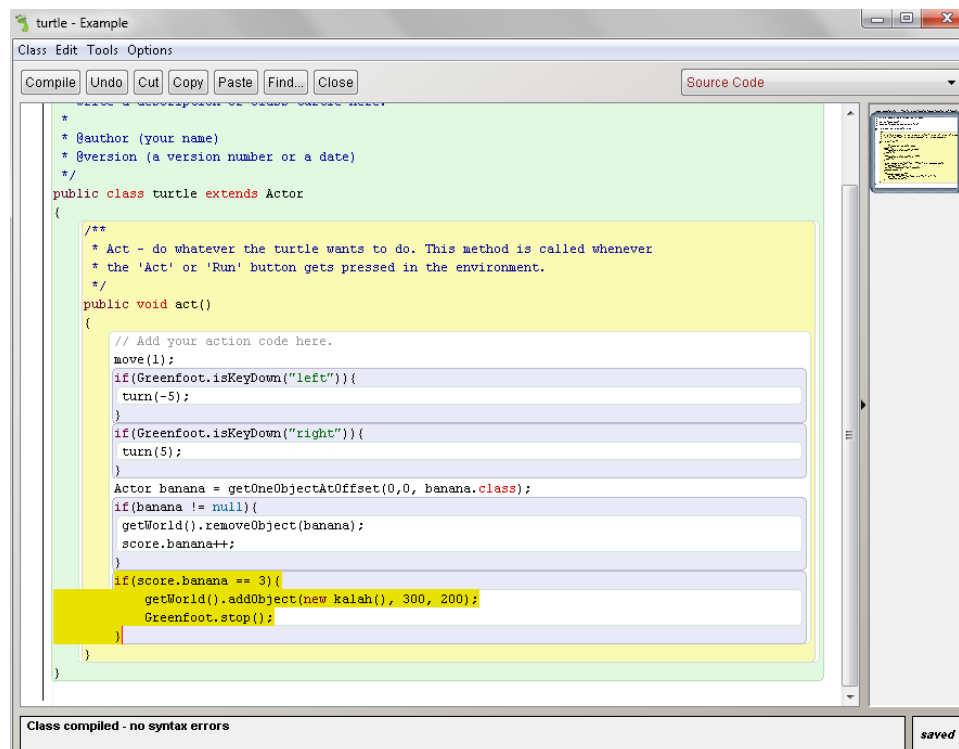 turtle - Example
Class Edit Tools Options
Compile Undo Cut Copy Paste Find... Close Source Code
*
* @author (your name)
* @version (a version number or a date)
*/
public class turtle extends Actor
{
/**
* Act - do whatever the turtle wants to do. This method is called whenever
* the 'Act' or 'Run' button gets pressed in the environment.
*/
public void act()
{
// Add your action code here.
move(1);
if(Greenfoot.isKeyDown("left")){
turn(-5);
}
if(Greenfoot.isKeyDown("right")){
turn(5);
}
Actor banana = getOneObjectAtOffset(0,0, banana.class);
if(banana != null){
getWorld().removeObject(banana);
score.banana++;
}
if(score.banana == 3){
getWorld().addObject(new kalah(), 300, 200);
Greenfoot.stop();
}
}
}
Class compiled - no syntax errors
saved